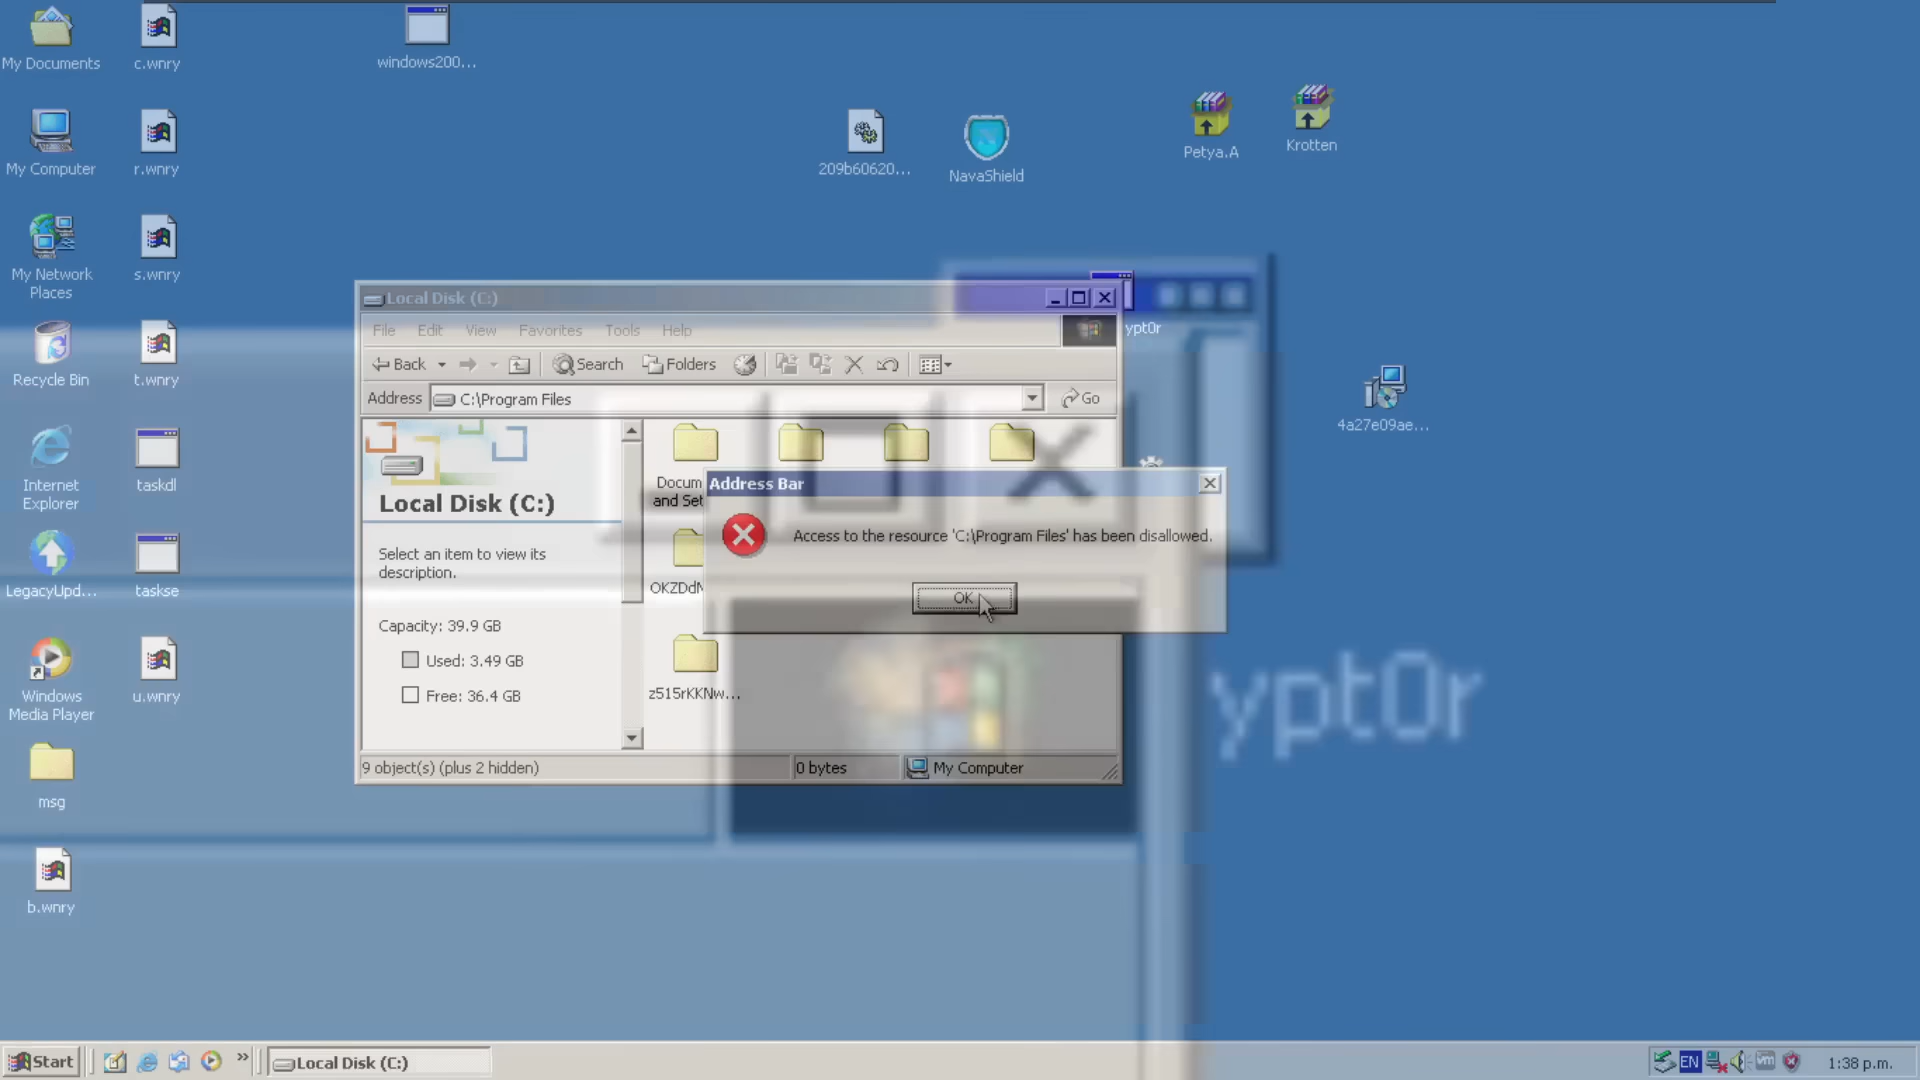 My Documents
c.wnry
windows200...
My Computer
r.wnry
209b60620...
NavaShield
Petya.A
Krotten
My Network
Places
s.wnry
Recycle Bin
t.wnry
Internet
Explorer
taskdl
LegacyUpd...
taskse
Windows
Media Player
u.wnry
msg
b.wnry
ypt0r
4a27e09ae...
Local Disk (C:)
File Edit View Favorites Tools Help
Back Search Folders
Address C:\Program Files Go
Local Disk (C:)
Select an item to view its
description.
Capacity: 39.9 GB
Used: 3.49 GB
Free: 36.4 GB
Docum
and Set
OKZDdM
z515rKKNw...
9 object(s) (plus 2 hidden) 0 bytes My Computer
Address Bar
Access to the resource 'C:\Program Files' has been disallowed.
OK
ypt0r
Start
Local Disk (C:)
EN
vm
1:38 p.m.